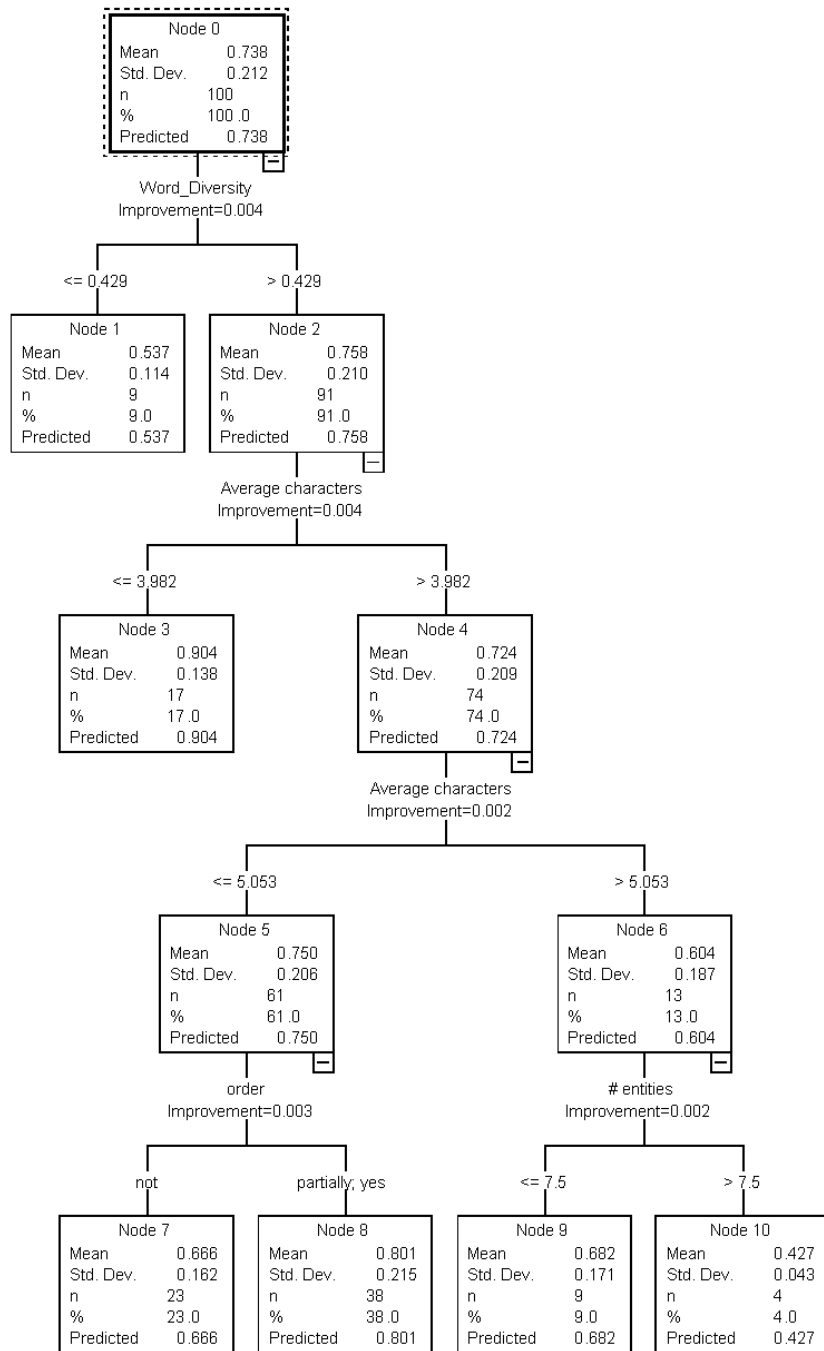 Node 0
Mean 0.738
Std. Dev. 0.212
n 100
% 100.0
Predicted 0.738
Word_Diversity
Improvement=0.004
<= 0.429
> 0.429
Node 1
Mean 0.537
Std. Dev. 0.114
n 9
% 9.0
Predicted 0.537
Node 2
Mean 0.758
Std. Dev. 0.210
n 91
% 91.0
Predicted 0.758
Average characters
Improvement=0.004
<= 3.982
> 3.982
Node 3
Mean 0.904
Std. Dev. 0.138
n 17
% 17.0
Predicted 0.904
Node 4
Mean 0.724
Std. Dev. 0.209
n 74
% 74.0
Predicted 0.724
Average characters
Improvement=0.002
<= 5.053
> 5.053
Node 5
Mean 0.750
Std. Dev. 0.206
n 61
% 61.0
Predicted 0.750
Node 6
Mean 0.604
Std. Dev. 0.187
n 13
% 13.0
Predicted 0.604
order
Improvement=0.003
# entities
Improvement=0.002
not
partially; yes
<= 7.5
> 7.5
Node 7
Mean 0.666
Std. Dev. 0.162
n 23
% 23.0
Predicted 0.666
Node 8
Mean 0.801
Std. Dev. 0.215
n 38
% 38.0
Predicted 0.801
Node 9
Mean 0.682
Std. Dev. 0.171
n 9
% 9.0
Predicted 0.682
Node 10
Mean 0.427
Std. Dev. 0.043
n 4
% 4.0
Predicted 0.427